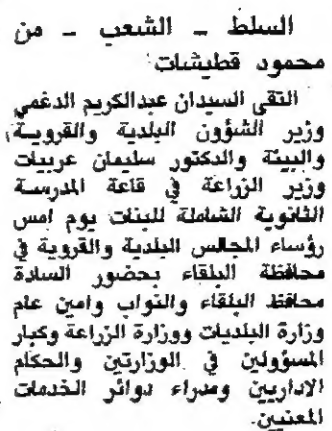 السلط ـ الشعب ـ من
محمود قطيشات
التقى السيدان عبدالكريم الدغمي
وزير الشؤون البلدية والقروية
والبيئة والدكتور سليمان عربيات
وزير الزراعة في قاعة المدرسة
الثانوية الشاملة للبنات يوم امس
رؤساء المجالس البلدية والقروية في
محافظة البلقاء بحضور السادة
محافظ البلقاء والنواب وامين عام
وزارة البلديات ووزارة الزراعة وكبار
المسؤولين في الوزارتين والحكام
الاداريين ومدراء دوائر الخدمات
المعنيين.